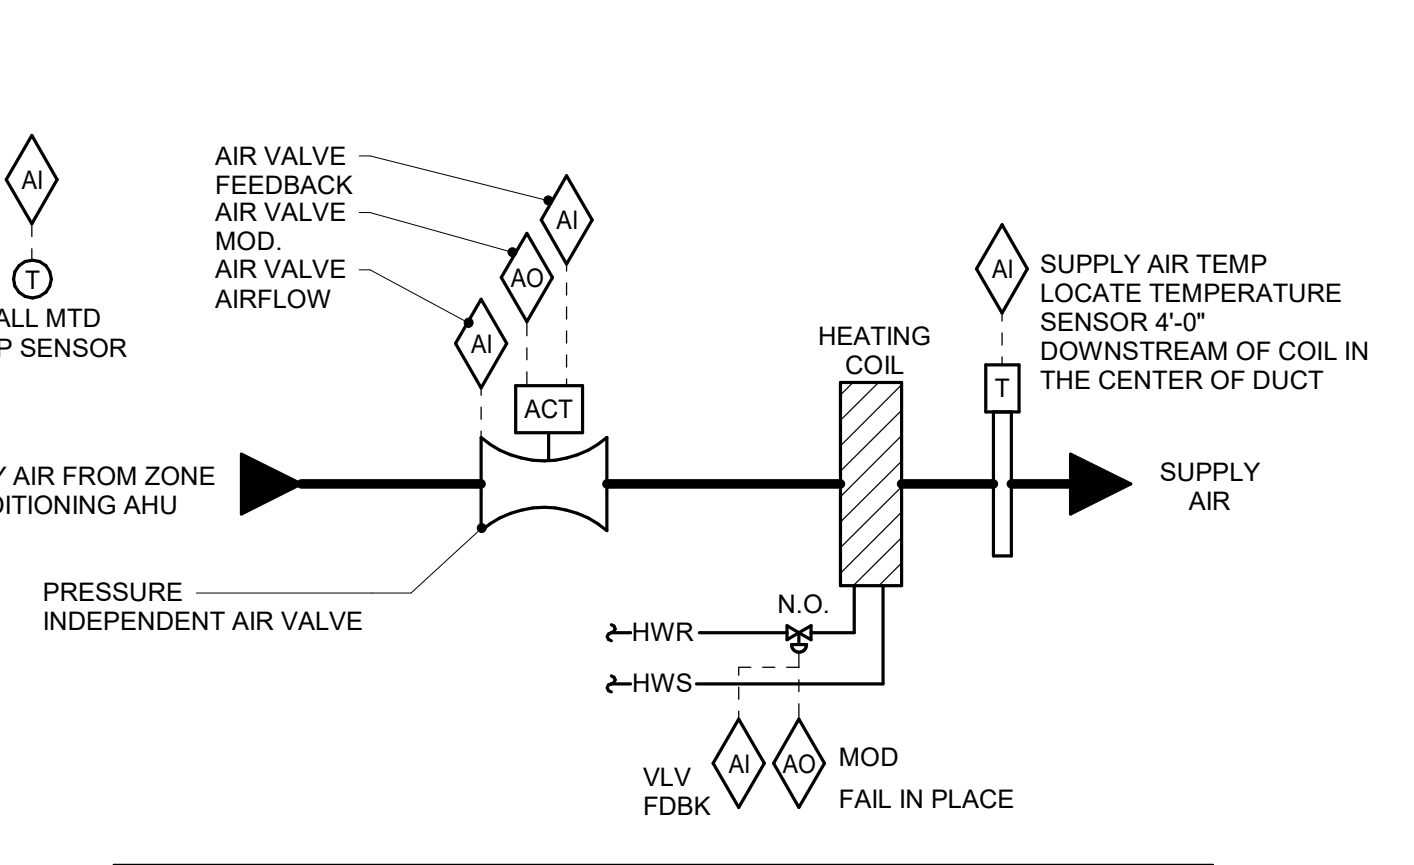 AI
T
ALL MTD
P SENSOR
AIR VALVE
FEEDBACK
AIR VALVE
MOD.
AIR VALVE
AIRFLOW
AI
AO
AI
ACT
HEATING
COIL
AI
SUPPLY AIR TEMP
LOCATE TEMPERATURE
SENSOR 4'-0"
DOWNSTREAM OF COIL IN
THE CENTER OF DUCT
T
Y AIR FROM ZONE
DITIONING AHU
SUPPLY
AIR
PRESSURE
INDEPENDENT AIR VALVE
N.O.
HWR
HWS
VLV
FDBK
AI
AO
MOD
FAIL IN PLACE